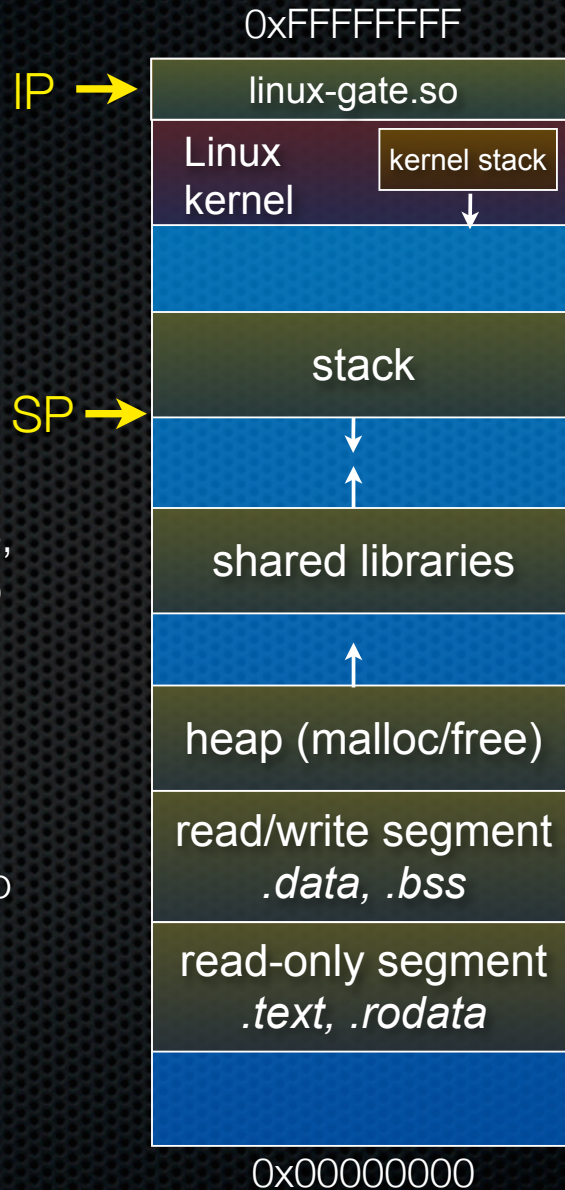 0xFFFFFFFF
IP
linux-gate.so
Linux
kernel
kernel stack
stack
SP
,
shared libraries
heap (malloc/free)
read/write segment
.data, .bss
read-only segment
.text, .rodata
0x00000000